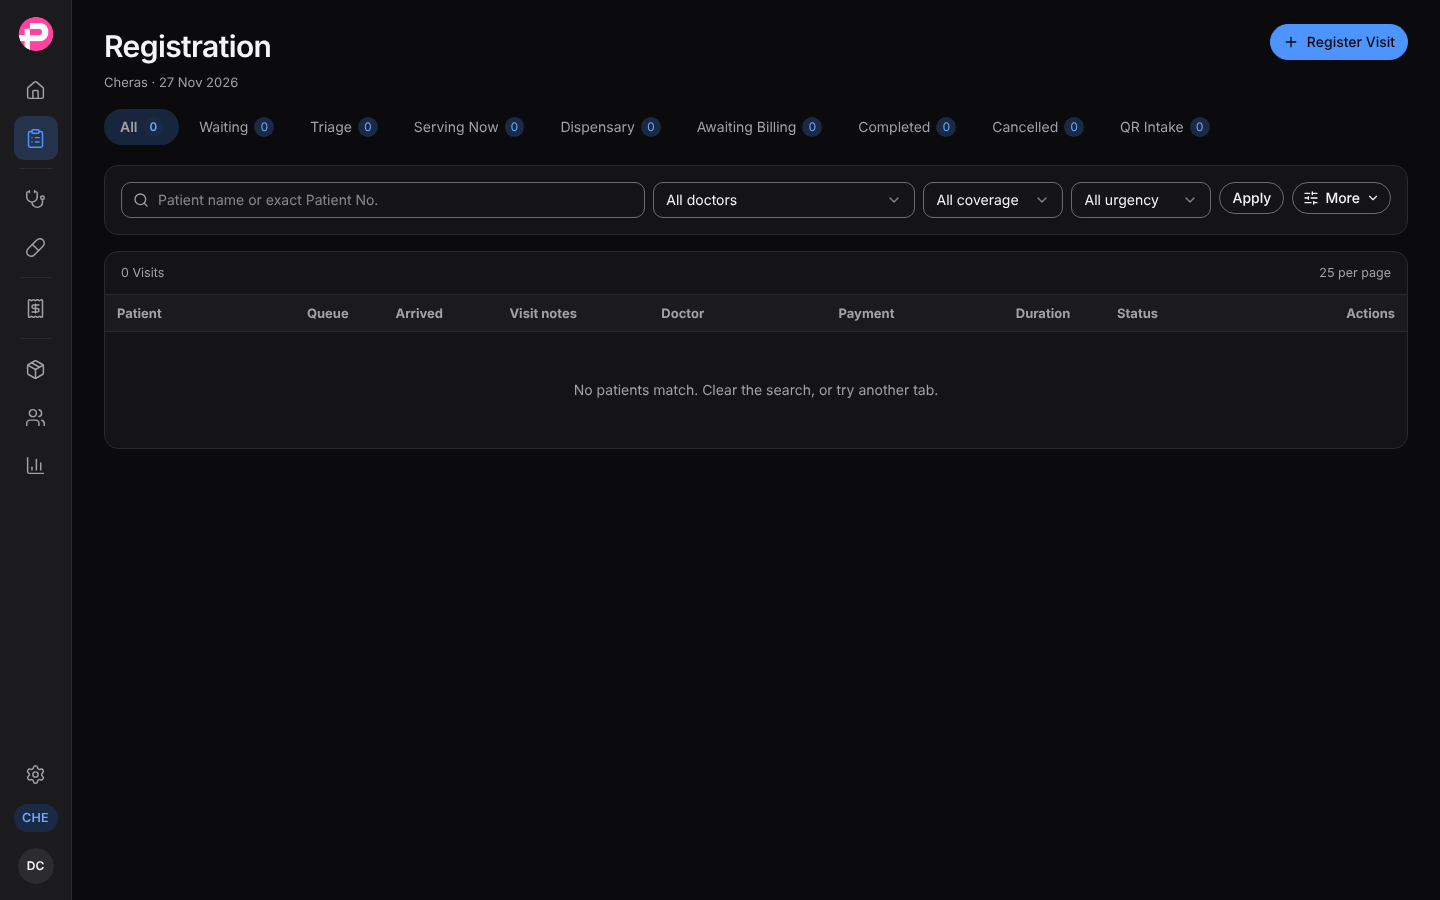 Registration
Register Visit
Cheras · 27 Nov 2026
All 0 Waiting 0 Triage 0 Serving Now 0 Dispensary 0 Awaiting Billing 0 Completed 0 Cancelled 0 QR Intake 0
Patient name or exact Patient No. All doctors All coverage All urgency Apply More
0 Visits 25 per page
Patient Queue Arrived Visit notes Doctor Payment Duration Status Actions
No patients match. Clear the search, or try another tab.
CHE
DC